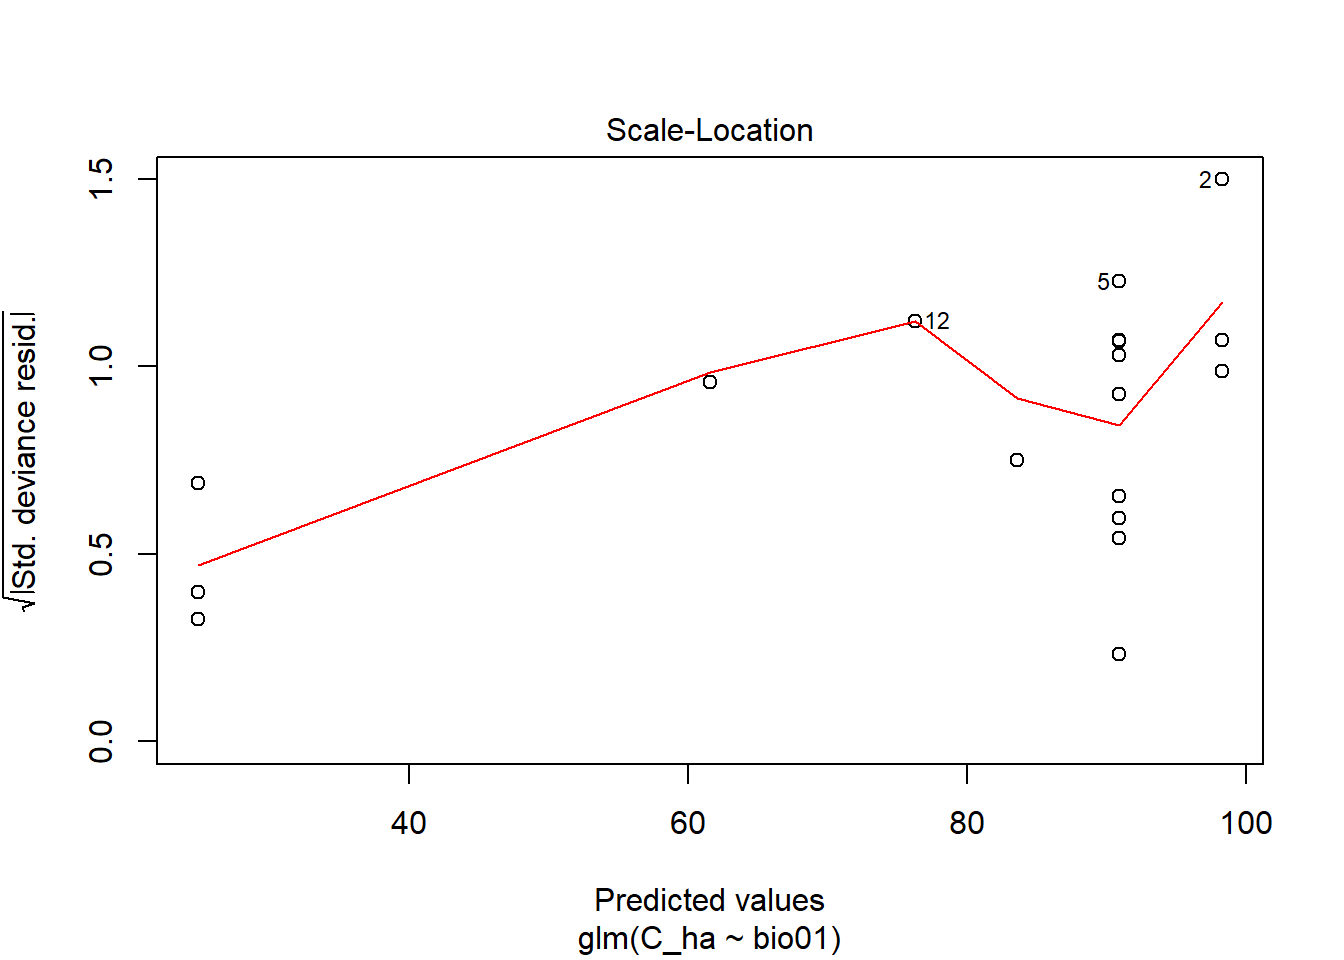 Scale-Location
√|Std. deviance resid.|
1.5
1.0
0.5
0.0
2
5
12
40 60 80 100
Predicted values
glm(C_ha ~ bio01)